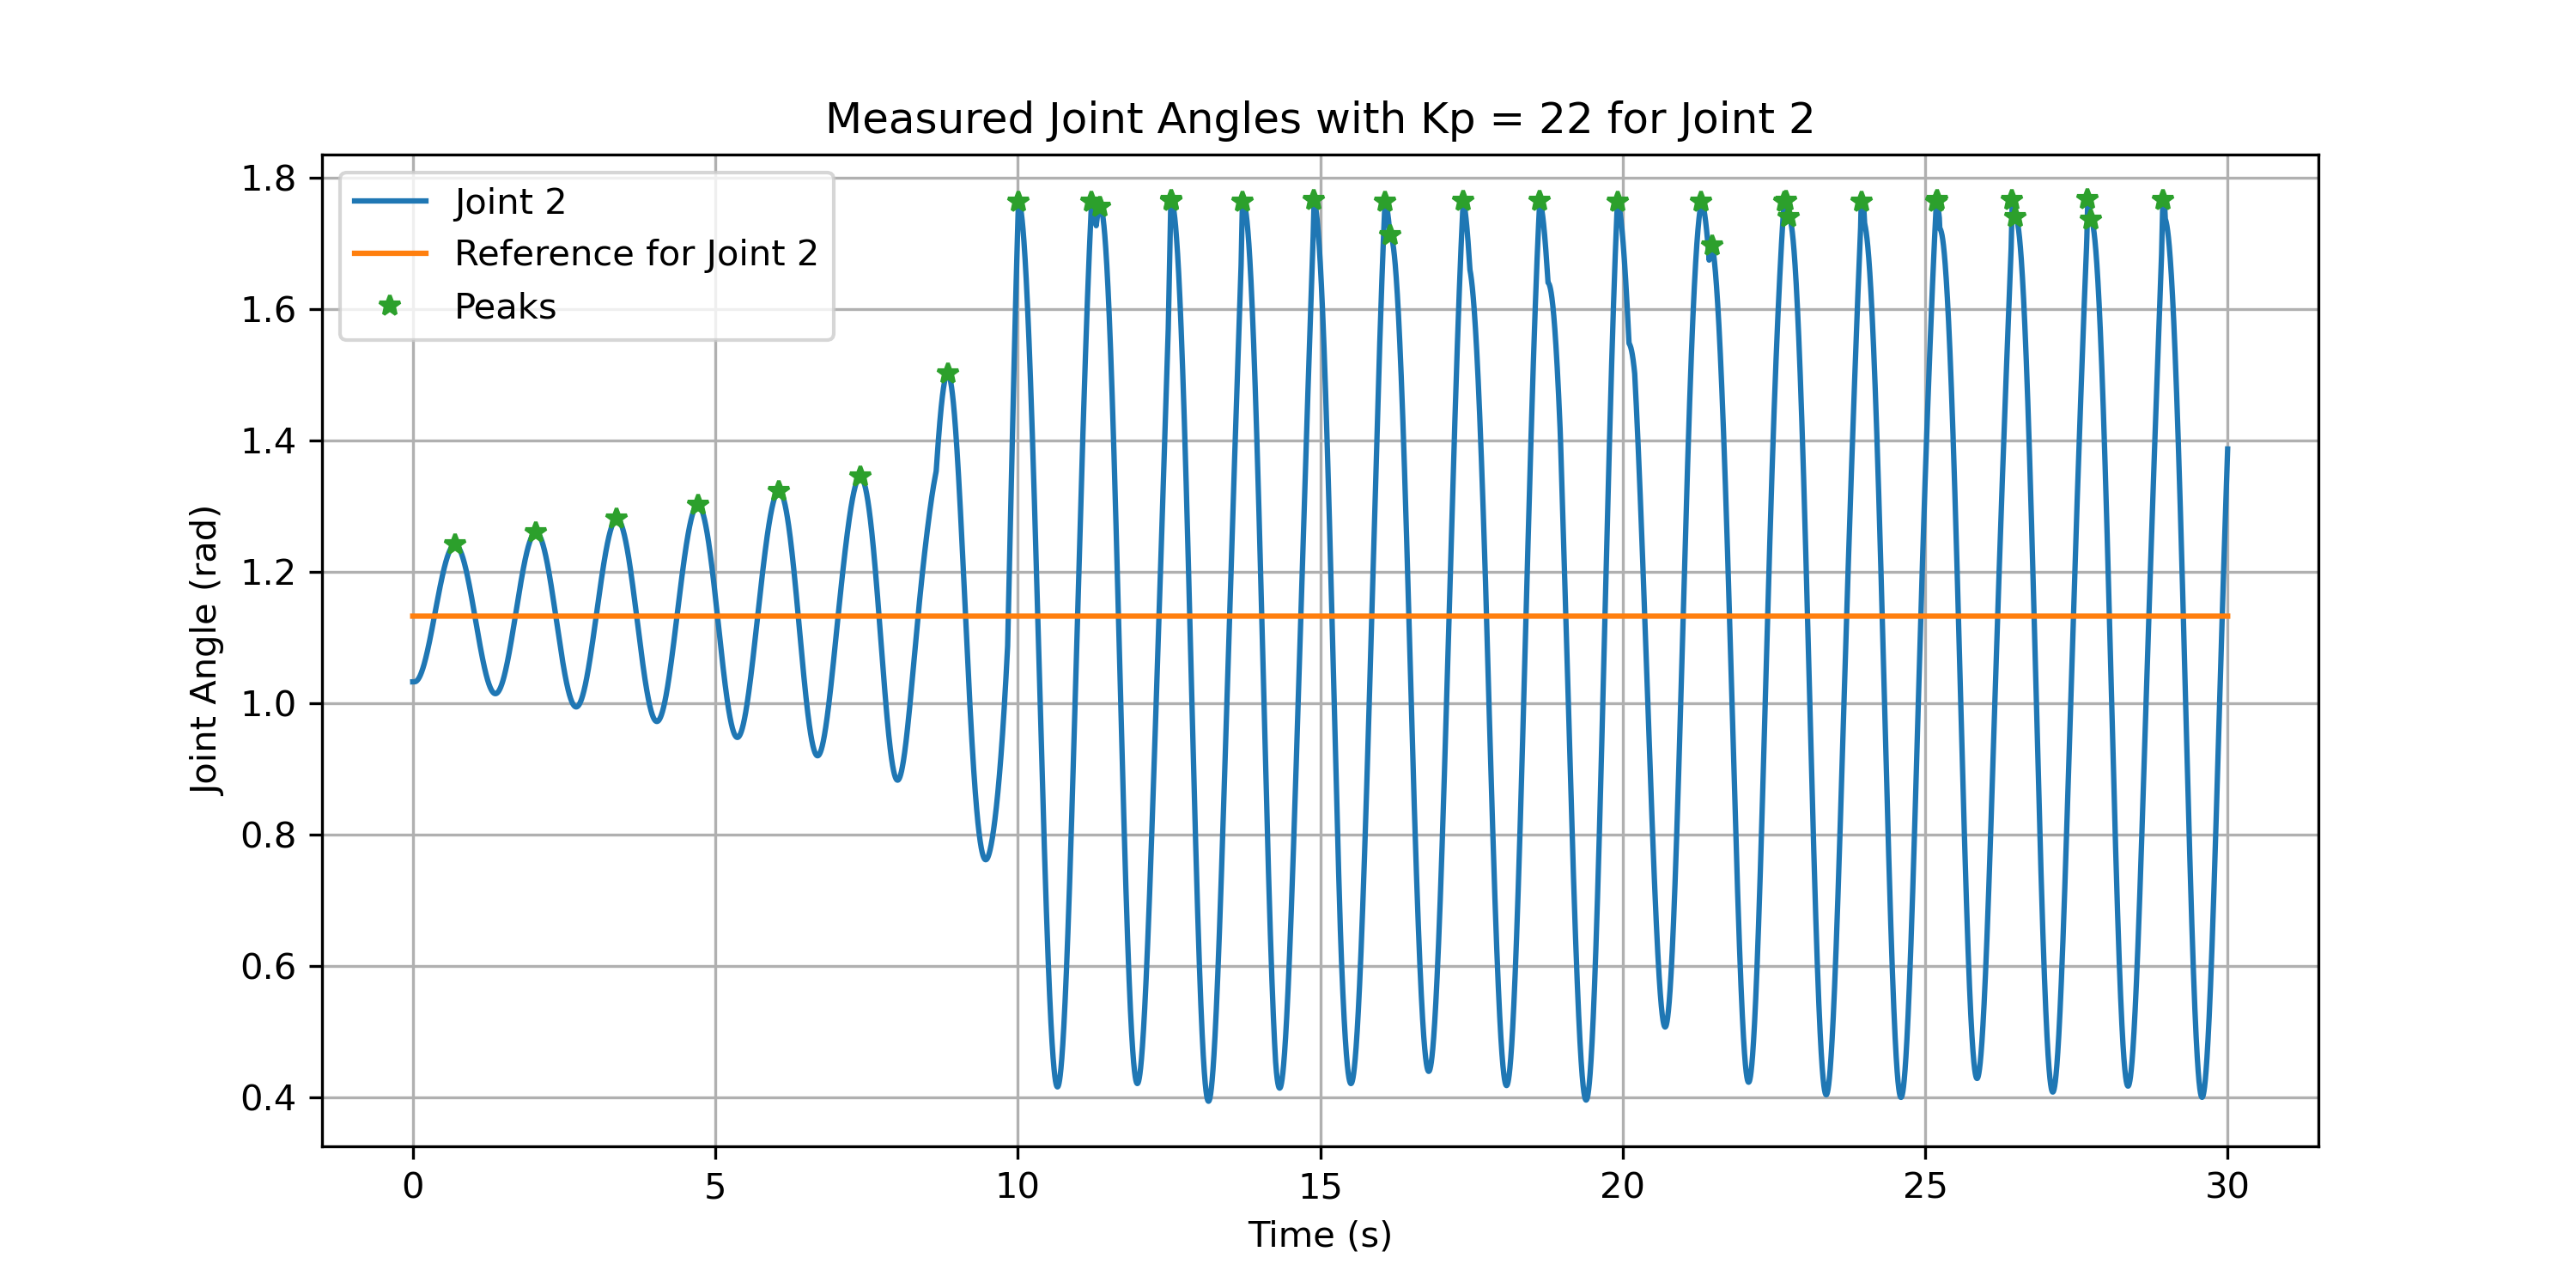 Measured Joint Angles with Kp = 22 for Joint 2
1.8
1.6
1.4
1.2
1.0
0.8
0.6
0.4
Joint Angle (rad)
Joint 2
Reference for Joint 2
Peaks
0 5 10 15 20 25 30
Time (s)